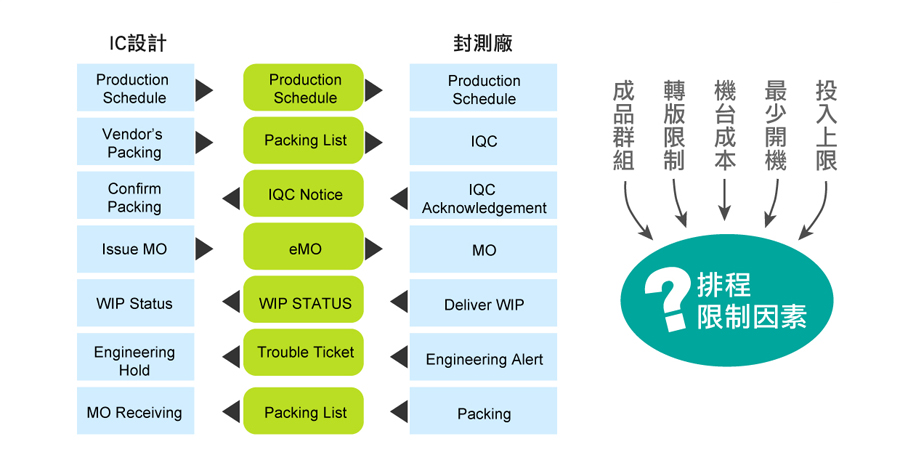 IC設計
封測廠
Production
Schedule
Production
Schedule
Production
Schedule
Vendor’s
Packing
Packing List
IQC
Confirm
Packing
IQC Notice
IQC
Acknowledgement
Issue MO
eMO
MO
WIP Status
WIP STATUS
Deliver WIP
Engineering
Hold
Trouble Ticket
Engineering Alert
MO Receiving
Packing List
Packing
成品群組
轉版限制
機台成本
最少開機
投入上限
?
排程
限制因素